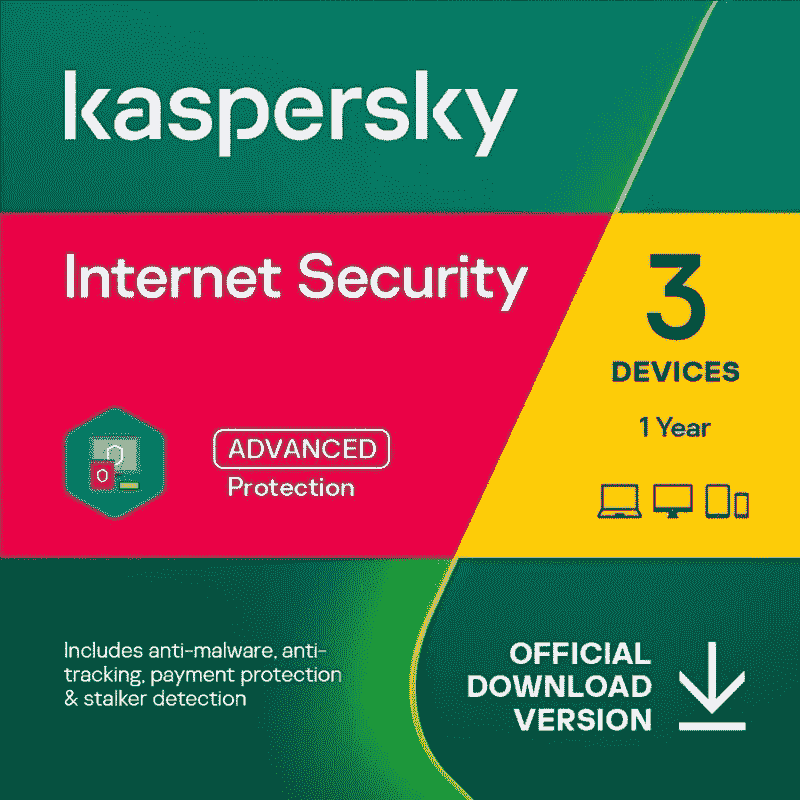 kaspersky
Internet Security
3
DEVICES
1 Year
ADVANCED
Protection
Includes anti-malware, anti-
tracking, payment protection
& stalker detection
OFFICIAL
DOWNLOAD
VERSION